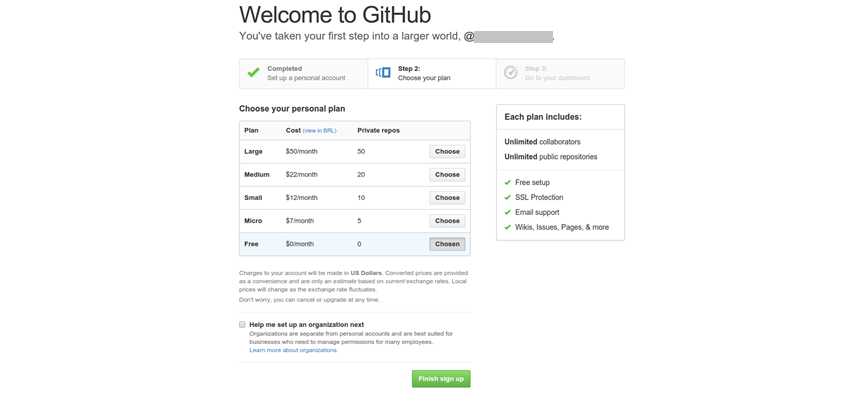 Welcome to GitHub
You've taken your first step into a larger world, @
Completed
Set up a personal account
Step 2:
Choose your plan
Step 3:
Go to your dashboard
Choose your personal plan
Plan Cost (view in BRL) Private repos
Large $50/month 50 Choose
Medium $22/month 20 Choose
Small $12/month 10 Choose
Micro $7/month 5 Choose
Free $0/month 0 Chosen
Charges to your account will be made in US Dollars. Converted prices are provided
as a convenience and are only an estimate based on current exchange rates. Local
prices will change as the exchange rate fluctuates.
Don't worry, you can cancel or upgrade at any time.
Help me set up an organization next
Organizations are separate from personal accounts and are best suited for
businesses who need to manage permissions for many employees.
Learn more about organizations.
Finish sign up
Each plan includes:
Unlimited collaborators
Unlimited public repositories
Free setup
SSL Protection
Email support
Wikis, Issues, Pages, & more